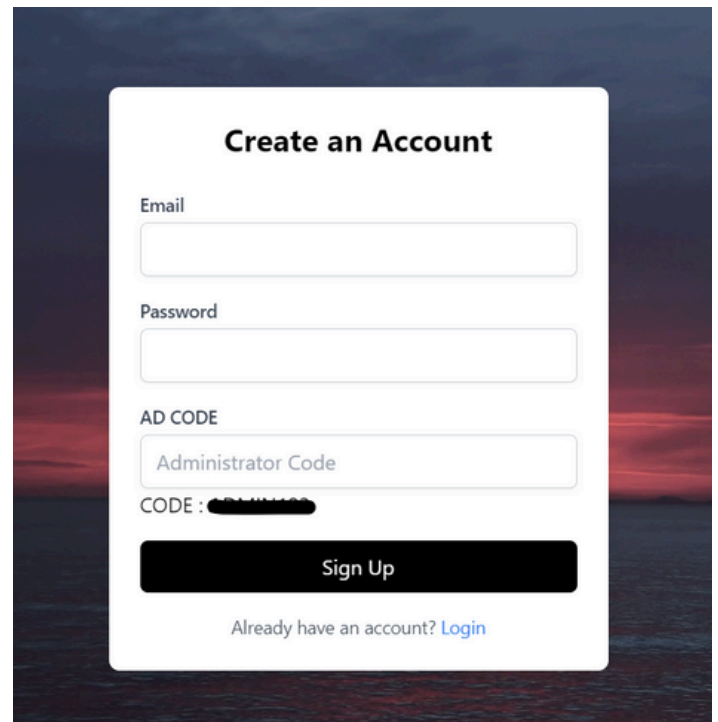 Create an Account
Email
Password
AD CODE
Administrator Code
CODE :
Sign Up
Already have an account? Login